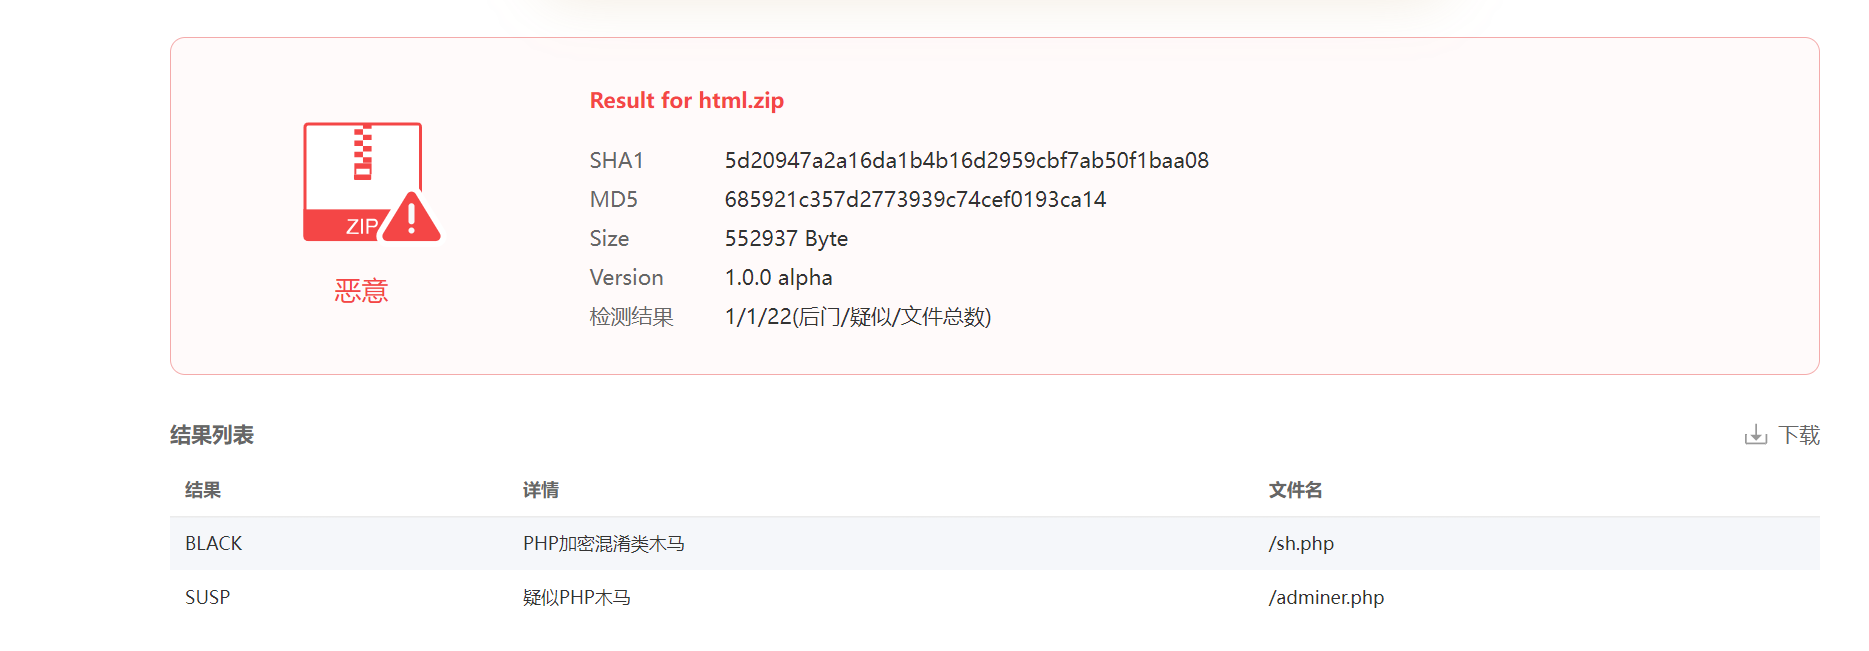 Result for html.zip
ZIP
恶意
SHA1 5d20947a2a16da1b4b16d2959cbf7ab50f1baa08
MD5 685921c357d2773939c74cef0193ca14
Size 552937 Byte
Version 1.0.0 alpha
检测结果 1/1/22(后门/疑似/文件总数)
结果列表 下载
结果 详情 文件名
BLACK PHP加密混淆类木马 /sh.php
SUSP 疑似PHP木马 /adminer.php